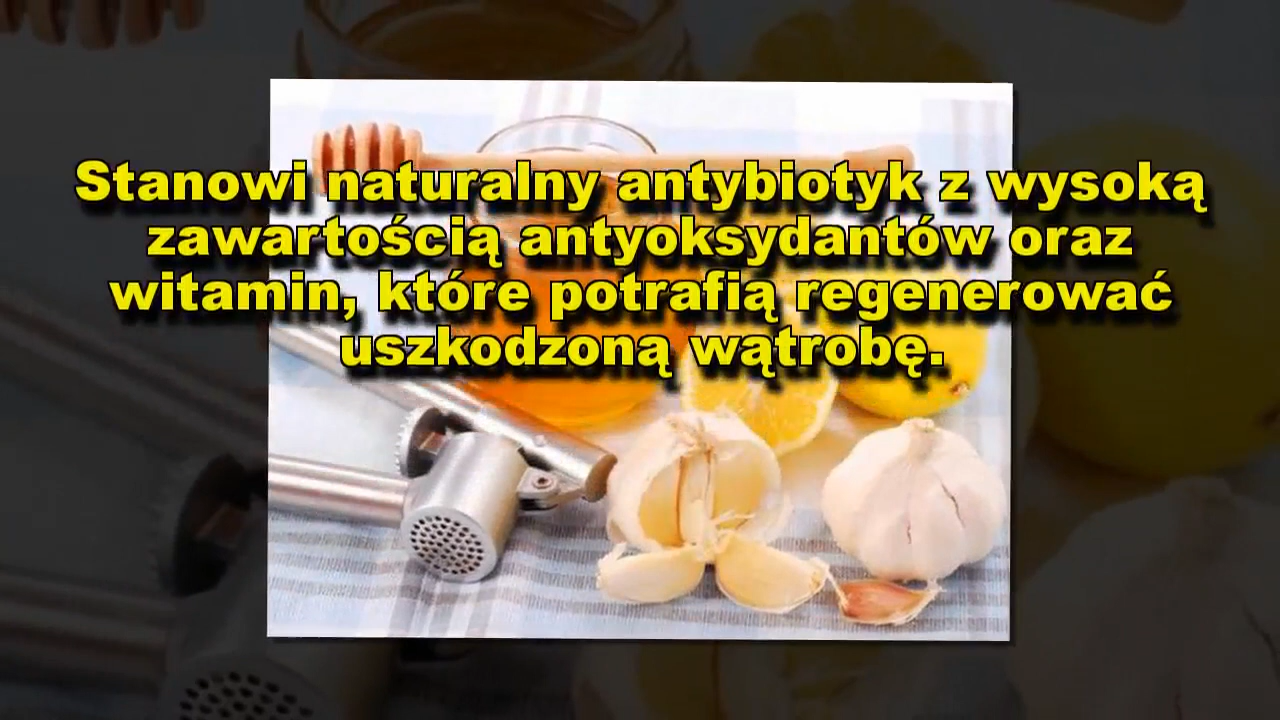 Stanowi naturalny antybiotyk z wysoką
zawartością antyoksydantów oraz
witamin, które potrafią regenerować
uszkodzoną wątrobę.